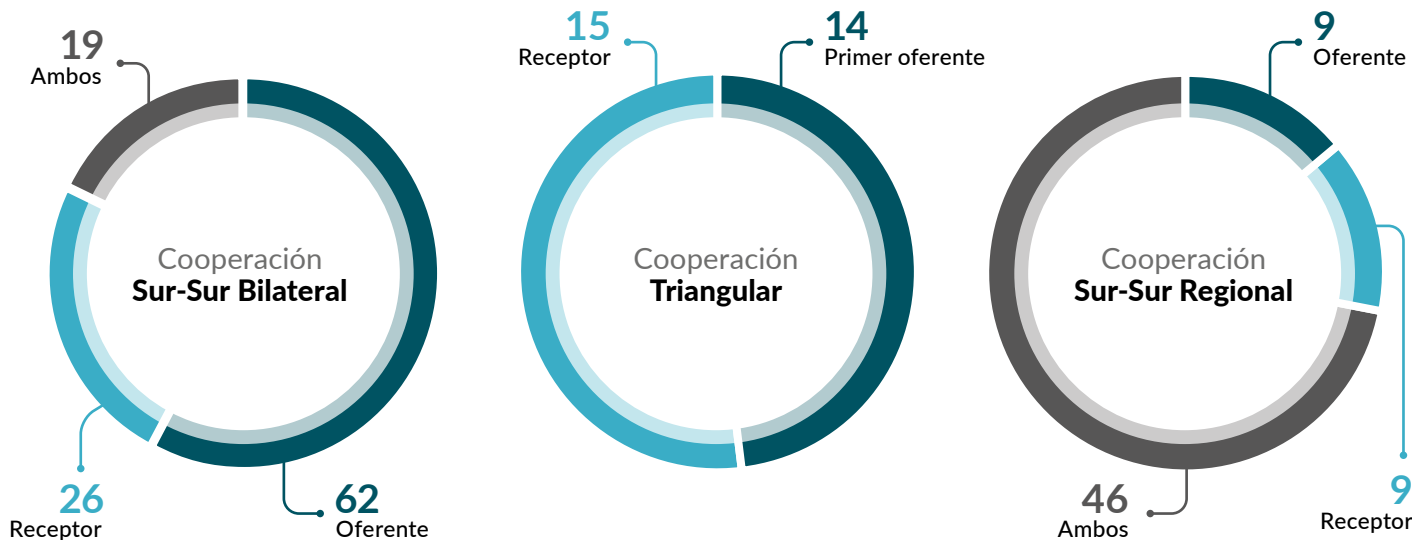 19
Ambos
Cooperación
Sur-Sur Bilateral
26
Receptor
62
Oferente
15
Receptor
14
Primer oferente
Cooperación
Triangular
9
Oferente
Cooperación
Sur-Sur Regional
46
Ambos
9
Receptor